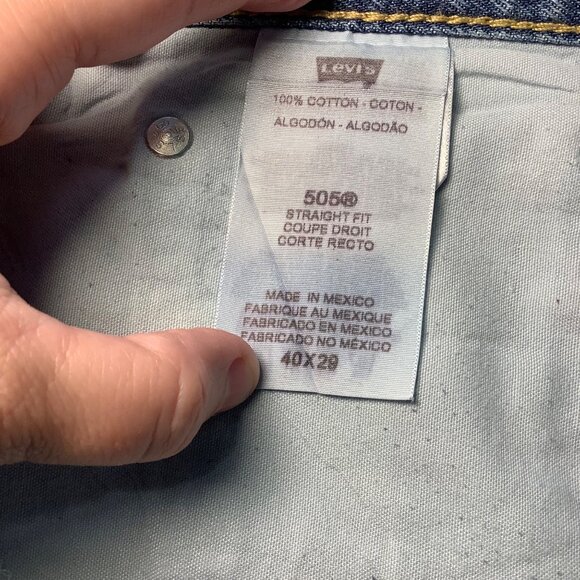 Levi's
100% COTTON - COTON -
ALGODÓN - ALGODÃO
505®
STRAIGHT FIT
COUPE DROIT
CORTE RECTO
MADE IN MEXICO
FABRIQUE AU MEXIQUE
FABRICADO EN MÉXICO
FABRICADO NO MÉXICO
40X29